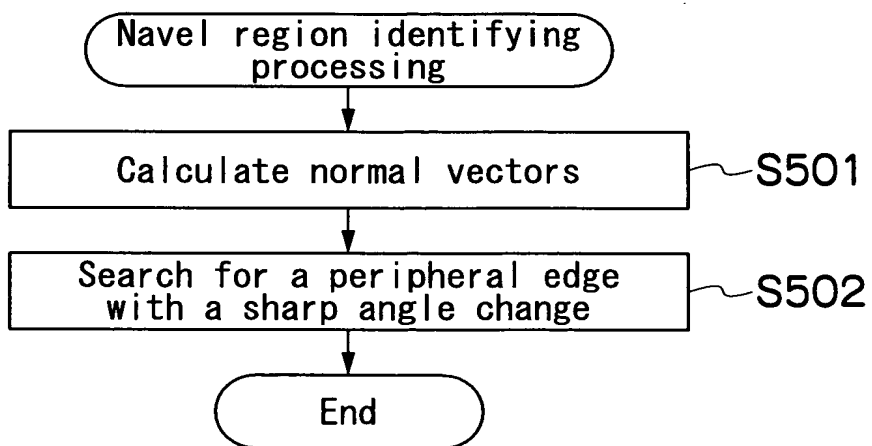 Navel region identifying
processing
Calculate normal vectors
S501
Search for a peripheral edge
with a sharp angle change
S502
End